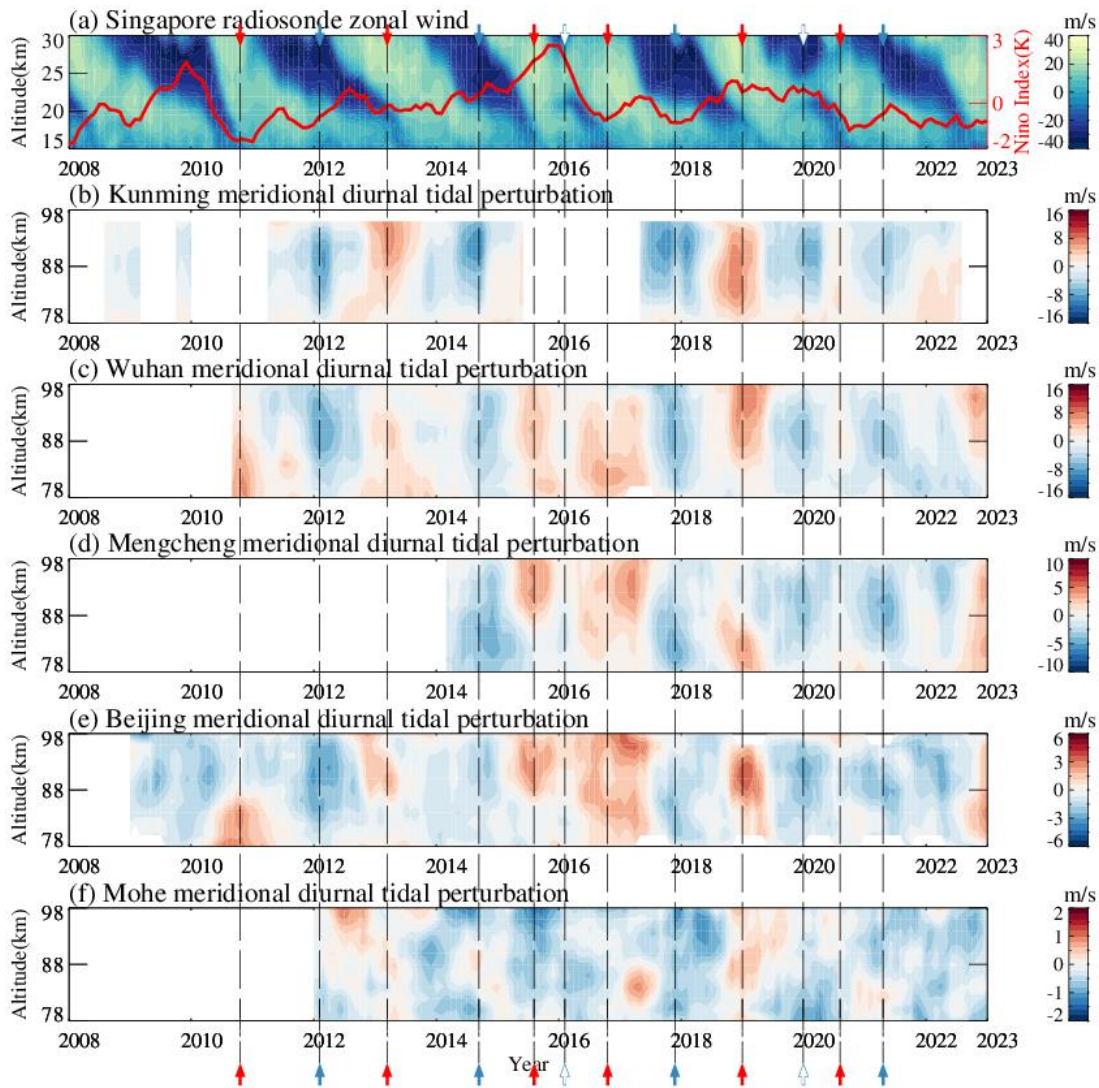 (a) Singapore radiosonde zonal wind
m/s
Altitude(km)
30
25
20
15
3
0
-2
Nino Index(K)
40
20
0
-20
-40
2008 2010 2012 2014 2016 2018 2020 2022 2023
(b) Kunming meridional diurnal tidal perturbation
m/s
Altitude(km)
98
88
78
16
8
0
-8
-16
2008 2010 2012 2014 2016 2018 2020 2022 2023
(c) Wuhan meridional diurnal tidal perturbation
m/s
Altitude(km)
98
88
78
16
8
0
-8
-16
2008 2010 2012 2014 2016 2018 2020 2022 2023
(d) Mengcheng meridional diurnal tidal perturbation
m/s
Altitude(km)
98
88
78
10
5
0
-5
-10
2008 2010 2012 2014 2016 2018 2020 2022 2023
(e) Beijing meridional diurnal tidal perturbation
m/s
Altitude(km)
98
88
78
6
3
0
-3
-6
2008 2010 2012 2014 2016 2018 2020 2022 2023
(f) Mohe meridional diurnal tidal perturbation
m/s
Altitude(km)
98
88
78
2
1
0
-1
-2
2008 2010 2012 2014 2016 2018 2020 2022 2023
Year